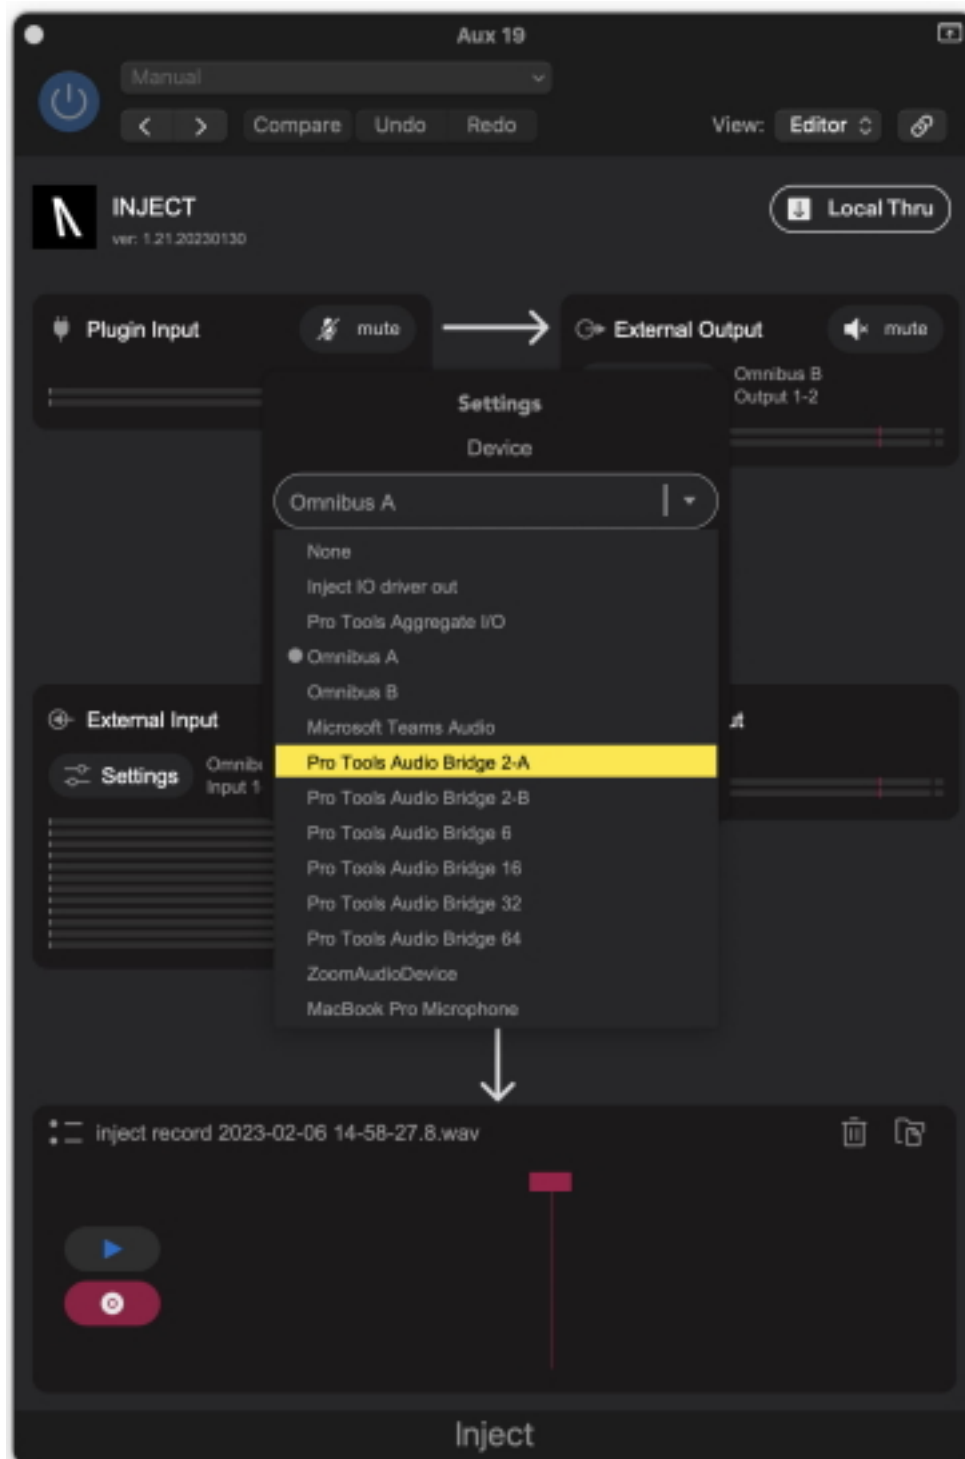 Aux 19
Manual
Compare Undo Redo
View: Editor
INJECT
ver: 1.21.20230130
Local Thru
Plugin Input
mute
External Output
mute
Omnibus B
Output 1-2
Settings
Device
Omnibus A
None
Inject IO driver out
Pro Tools Aggregate I/O
Omnibus A
Omnibus B
Microsoft Teams Audio
Pro Tools Audio Bridge 2-A
Pro Tools Audio Bridge 2-B
Pro Tools Audio Bridge 6
Pro Tools Audio Bridge 16
Pro Tools Audio Bridge 32
Pro Tools Audio Bridge 64
ZoomAudioDevice
MacBook Pro Microphone
External Input
Settings
Omnib
Input 1
ut
inject record 2023-02-06 14-58-27.8.wav
Inject